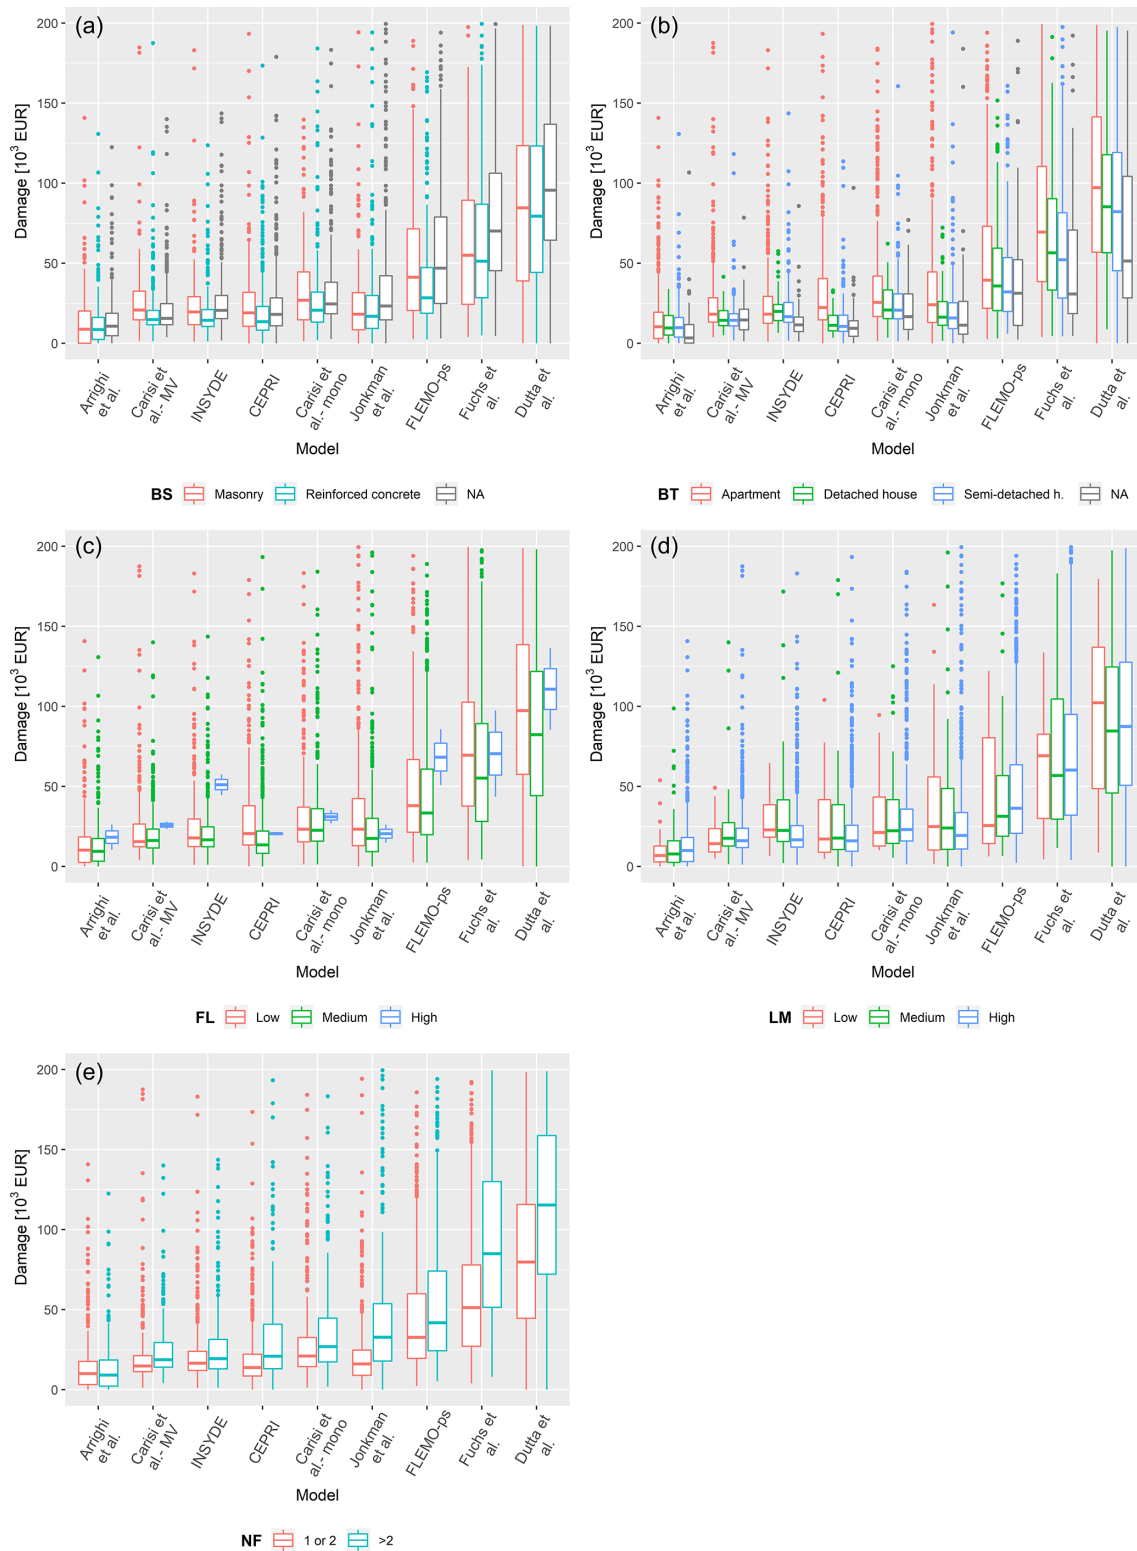 (a)
200
150
100
50
0
Damage [10³ EUR]
Arrighi et al.
Carisi et al.- MV
INSYDE
CEPRI
Carisi et al.- mono
Jonkman et al.
FLEMO-ps
Fuchs et al.
Dutta et al.
Model
BS Masonry Reinforced concrete NA
(b)
200
150
100
50
0
Damage [10³ EUR]
Arrighi et al.
Carisi et al.- MV
INSYDE
CEPRI
Carisi et al.- mono
Jonkman et al.
FLEMO-ps
Fuchs et al.
Dutta et al.
Model
BT Apartment Detached house Semi-detached h. NA
(c)
200
150
100
50
0
Damage [10³ EUR]
Arrighi et al.
Carisi et al.- MV
INSYDE
CEPRI
Carisi et al.- mono
Jonkman et al.
FLEMO-ps
Fuchs et al.
Dutta et al.
Model
FL Low Medium High
(d)
200
150
100
50
0
Damage [10³ EUR]
Arrighi et al.
Carisi et al.- MV
INSYDE
CEPRI
Carisi et al.- mono
Jonkman et al.
FLEMO-ps
Fuchs et al.
Dutta et al.
Model
LM Low Medium High
(e)
200
150
100
50
0
Damage [10³ EUR]
Arrighi et al.
Carisi et al.- MV
INSYDE
CEPRI
Carisi et al.- mono
Jonkman et al.
FLEMO-ps
Fuchs et al.
Dutta et al.
Model
NF 1 or 2 >2